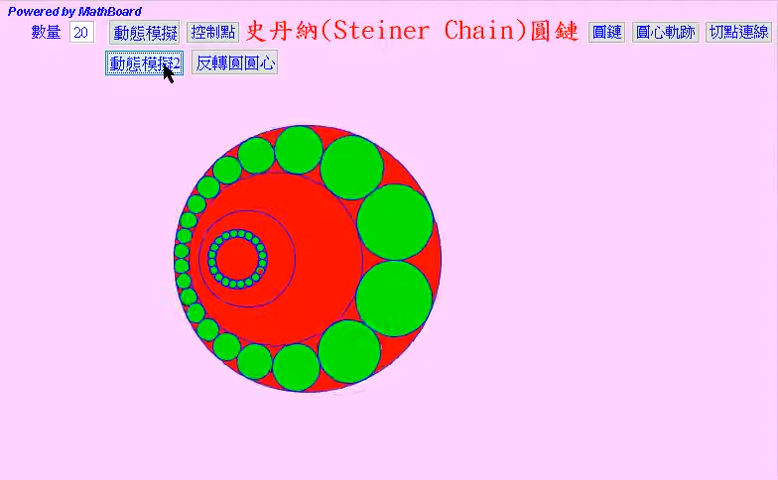 Powered by MathBoard
數量 20 動態模擬 控制點 史丹納(Steiner Chain)圓鏈 圓鏈 圓心軌跡 切點連線
動態模擬2 反轉圓圓心